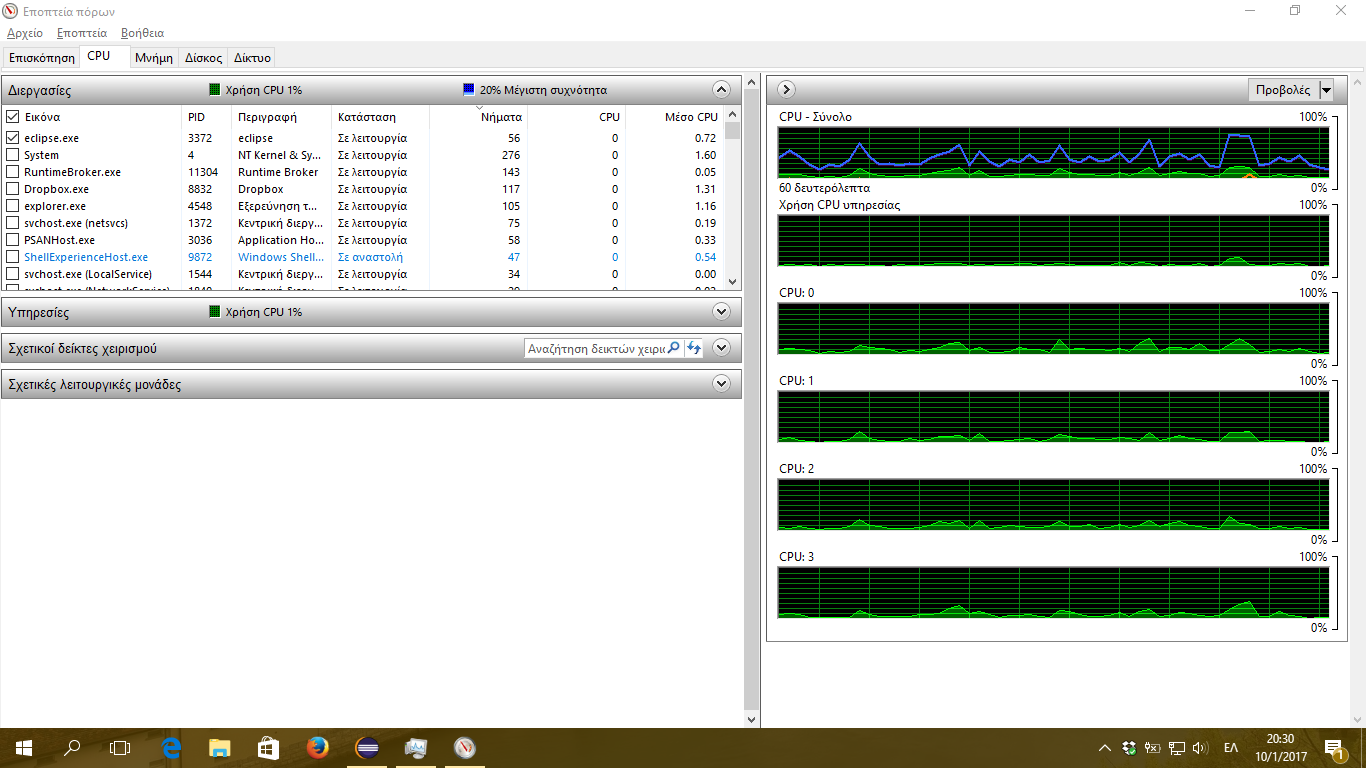 Εποπτεία πόρων
Αρχείο Εποπτεία Βοήθεια
Επισκόπηση CPU Μνήμη Δίσκος Δίκτυο
Διεργασίες Χρήση CPU 1% 20% Μέγιστη συχνότητα
Εικόνα PID Περιγραφή Κατάσταση Νήματα CPU Μέσο CPU
eclipse.exe 3372 eclipse Σε λειτουργία 56 0 0.72
System 4 NT Kernel & Sy... Σε λειτουργία 276 0 1.60
RuntimeBroker.exe 11304 Runtime Broker Σε λειτουργία 143 0 0.05
Dropbox.exe 8832 Dropbox Σε λειτουργία 117 0 1.31
explorer.exe 4548 Εξερεύνηση τ... Σε λειτουργία 105 0 1.16
svchost.exe (netsvcs) 1372 Κεντρική διεργ... Σε λειτουργία 75 0 0.19
PSANHost.exe 3036 Application Ho... Σε λειτουργία 58 0 0.33
ShellExperienceHost.exe 9872 Windows Shell... Σε αναστολή 47 0 0.54
svchost.exe (LocalService) 1544 Κεντρική διεργ... Σε λειτουργία 34 0 0.00
Υπηρεσίες Χρήση CPU 1%
Σχετικοί δείκτες χειρισμού Αναζήτηση δεικτών
Σχετικές λειτουργικές μονάδες
Προβολές
CPU - Σύνολο 100%
60 δευτερόλεπτα 0%
Χρήση CPU υπηρεσίας 100%
0%
CPU: 0 100%
0%
CPU: 1 100%
0%
CPU: 2 100%
0%
CPU: 3 100%
0%
ΕΛ
20:30
10/1/2017
1